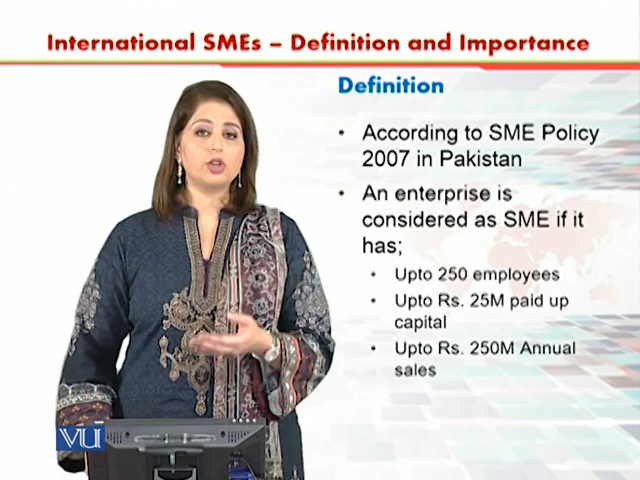 International SMEs – Definition and Importance
Definition
• According to SME Policy
2007 in Pakistan
• An enterprise is
considered as SME if it
has;
• Upto 250 employees
• Upto Rs. 25M paid up
capital
• Upto Rs. 250M Annual
sales
VU